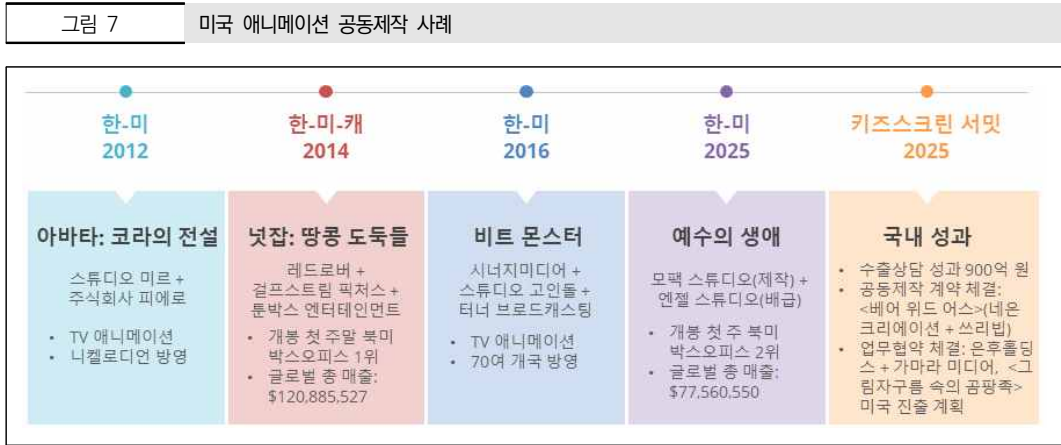 그림 7
미국 애니메이션 공동제작 사례
한-미
2012
아바타: 코라의 전설
스튜디오 미르 +
주식회사 피에로
• TV 애니메이션
• 니켈로디언 방영
한-미-캐
2014
넛잡: 땅콩 도둑들
레드로버 +
걸프스트림 픽처스 +
툰박스 엔터테인먼트
• 개봉 첫 주말 북미
박스오피스 1위
• 글로벌 총 매출:
$120,885,527
한-미
2016
비트 몬스터
시너지미디어 +
스튜디오 고인돌 +
터너 브로드캐스팅
• TV 애니메이션
• 70여 개국 방영
한-미
2025
예수의 생애
모팩 스튜디오(제작) +
엔젤 스튜디오(배급)
• 개봉 첫 주 북미
박스오피스 2위
• 글로벌 총 매출:
$77,560,550
키즈스크린 서밋
2025
국내 성과
• 수출상담 성과 900억 원
• 공동제작 계약 체결:
<베어 위드 어스>(네온
크리에이션 + 쓰리빕)
• 업무협약 체결: 은후홀딩
스 + 가마라 미디어, <그
림자구름 속의 곰팡족>
미국 진출 계획